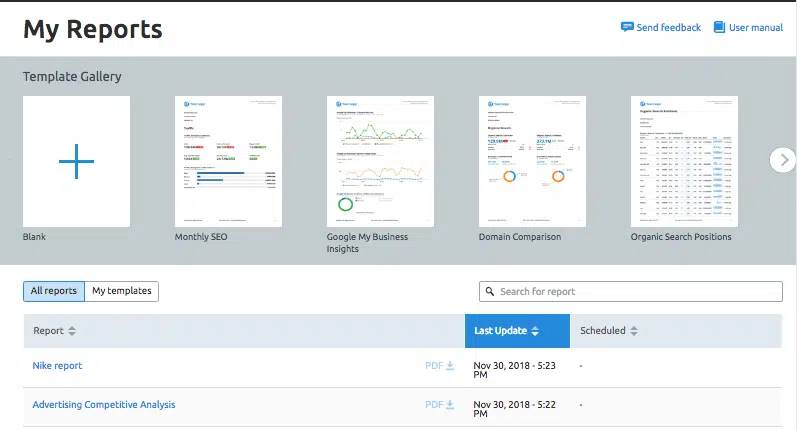 My Reports
Send feedback
User manual
Template Gallery
Blank
Monthly SEO
Google My Business
Insights
Domain Comparison
Organic Search Positions
All reports
My templates
Search for report
Report
Last Update
Scheduled
Nike report
PDF
Nov 30, 2018 - 5:23
PM
-
Advertising Competitive Analysis
PDF
Nov 30, 2018 - 5:22
PM
-